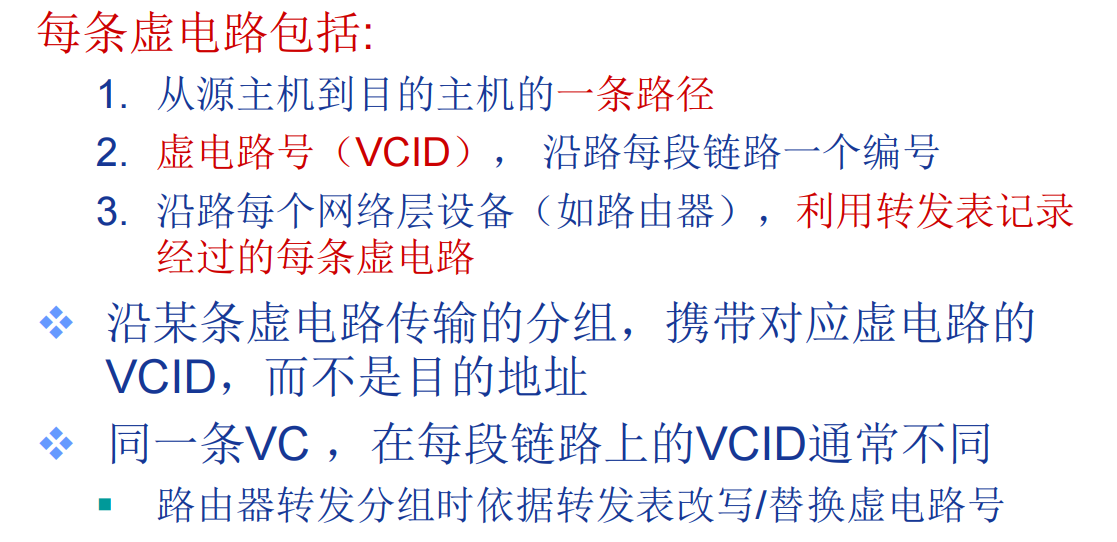 每条虚电路包括:
1. 从源主机到目的主机的一条路径
2. 虚电路号（VCID）， 沿路每段链路一个编号
3. 沿路每个网络层设备（如路由器），利用转发表记录
经过的每条虚电路
沿某条虚电路传输的分组，携带对应虚电路的
VCID，而不是目的地址
同一条VC ，在每段链路上的VCID通常不同
路由器转发分组时依据转发表改写/替换虚电路号